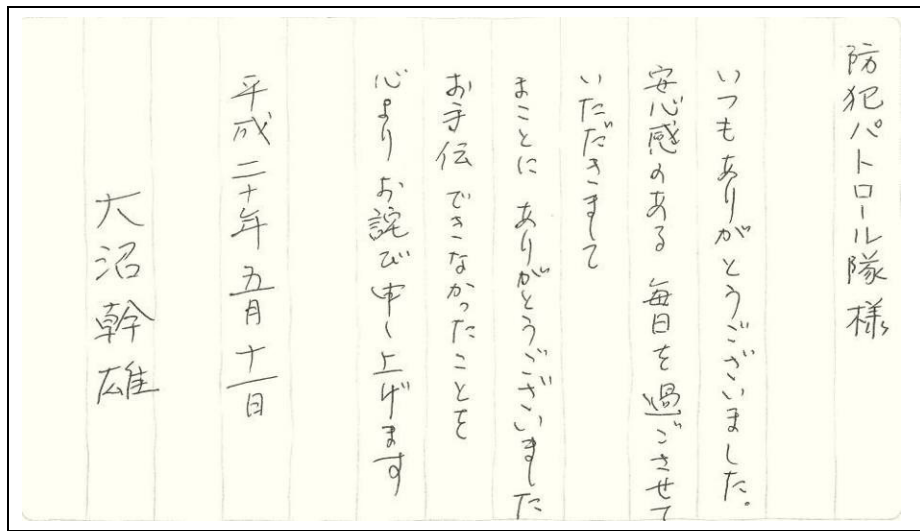 防犯パトロール隊様
いつもありがとうございました。
安心感のある 毎日を過ごさせて
いただきまして
まことに ありがとうございました
お手伝できなかったことを
心より お詫び申し上げます
平成二十年 五月十一日
大沼幹雄